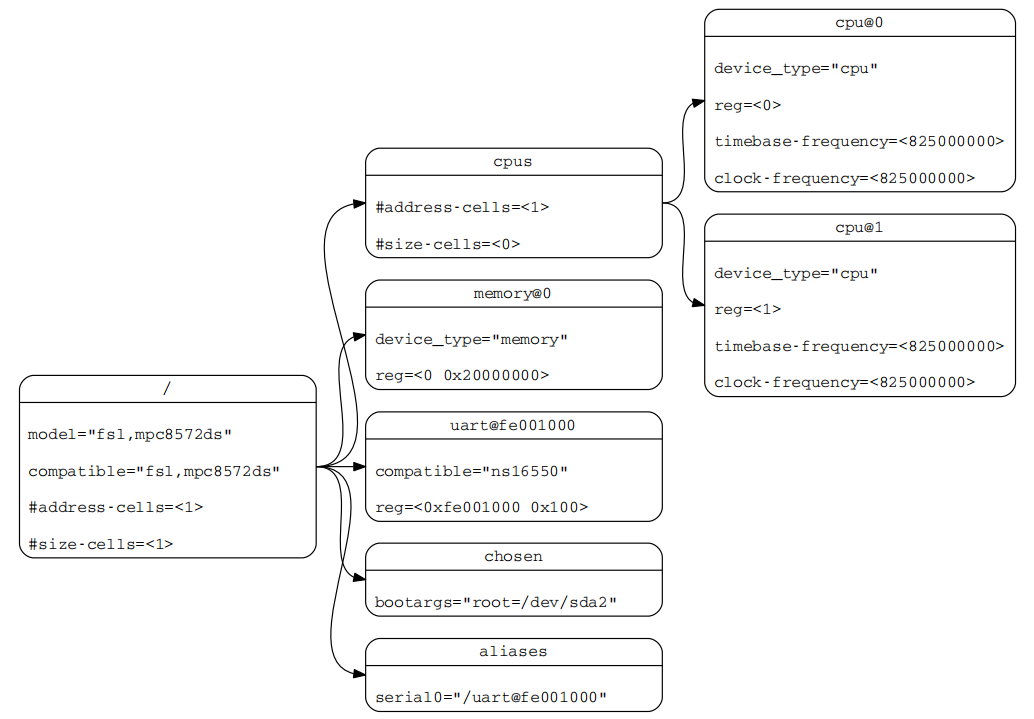 /
model="fsl,mpc8572ds"
compatible="fsl,mpc8572ds"
#address-cells=<1>
#size-cells=<1>
cpus
#address-cells=<1>
#size-cells=<0>
memory@0
device_type="memory"
reg=<0 0x20000000>
uart@fe001000
compatible="ns16550"
reg=<0xfe001000 0x100>
chosen
bootargs="root=/dev/sda2"
aliases
serial0="/uart@fe001000"
cpu@0
device_type="cpu"
reg=<0>
timebase-frequency=<825000000>
clock-frequency=<825000000>
cpu@1
device_type="cpu"
reg=<1>
timebase-frequency=<825000000>
clock-frequency=<825000000>